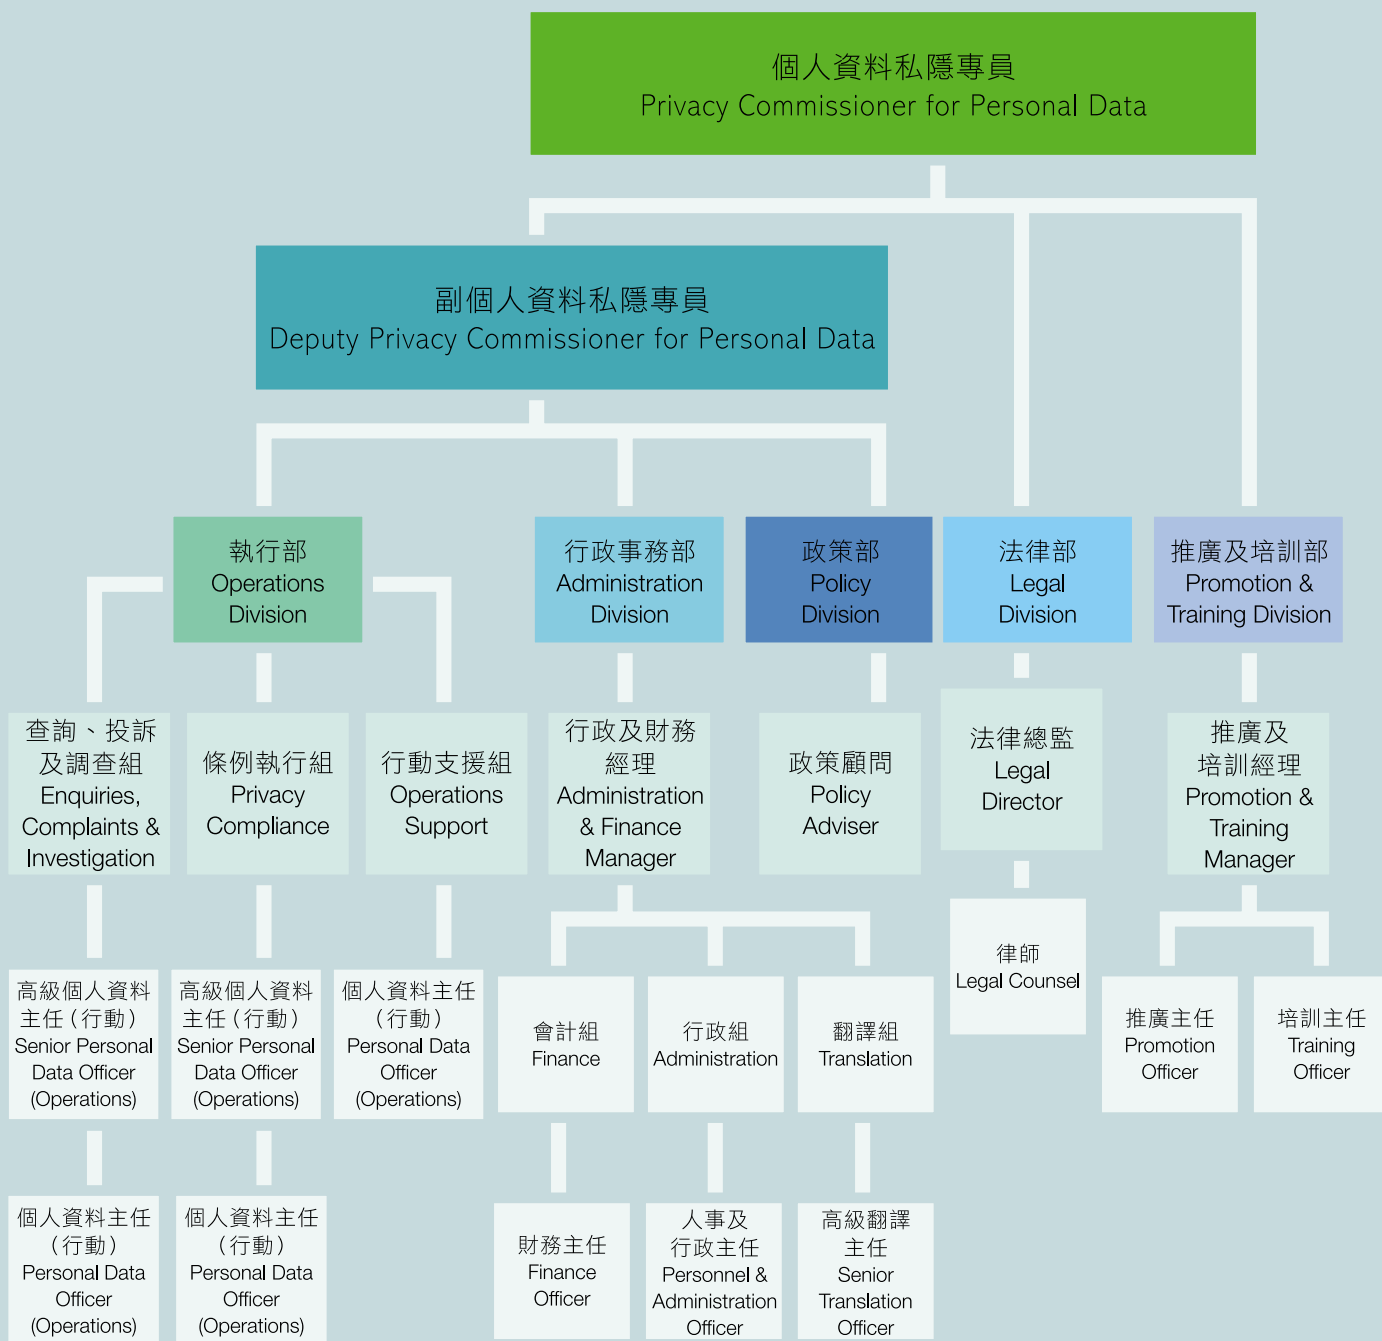 個人資料私隱專員
Privacy Commissioner for Personal Data
副個人資料私隱專員
Deputy Privacy Commissioner for Personal Data
執行部
Operations
Division
行政事務部
Administration
Division
政策部
Policy
Division
法律部
Legal
Division
推廣及培訓部
Promotion &
Training Division
查詢、投訴
及調查組
Enquiries,
Complaints &
Investigation
條例執行組
Privacy
Compliance
行動支援組
Operations
Support
行政及財務
經理
Administration
& Finance
Manager
政策顧問
Policy
Adviser
法律總監
Legal
Director
推廣及
培訓經理
Promotion &
Training
Manager
律師
Legal Counsel
高級個人資料
主任(行動)
Senior Personal
Data Officer
(Operations)
高級個人資料
主任(行動)
Senior Personal
Data Officer
(Operations)
個人資料主任
(行動)
Personal Data
Officer
(Operations)
會計組
Finance
行政組
Administration
翻譯組
Translation
推廣主任
Promotion
Officer
培訓主任
Training
Officer
個人資料主任
(行動)
Personal Data
Officer
(Operations)
個人資料主任
(行動)
Personal Data
Officer
(Operations)
財務主任
Finance
Officer
人事及
行政主任
Personnel &
Administration
Officer
高級翻譯
主任
Senior
Translation
Officer